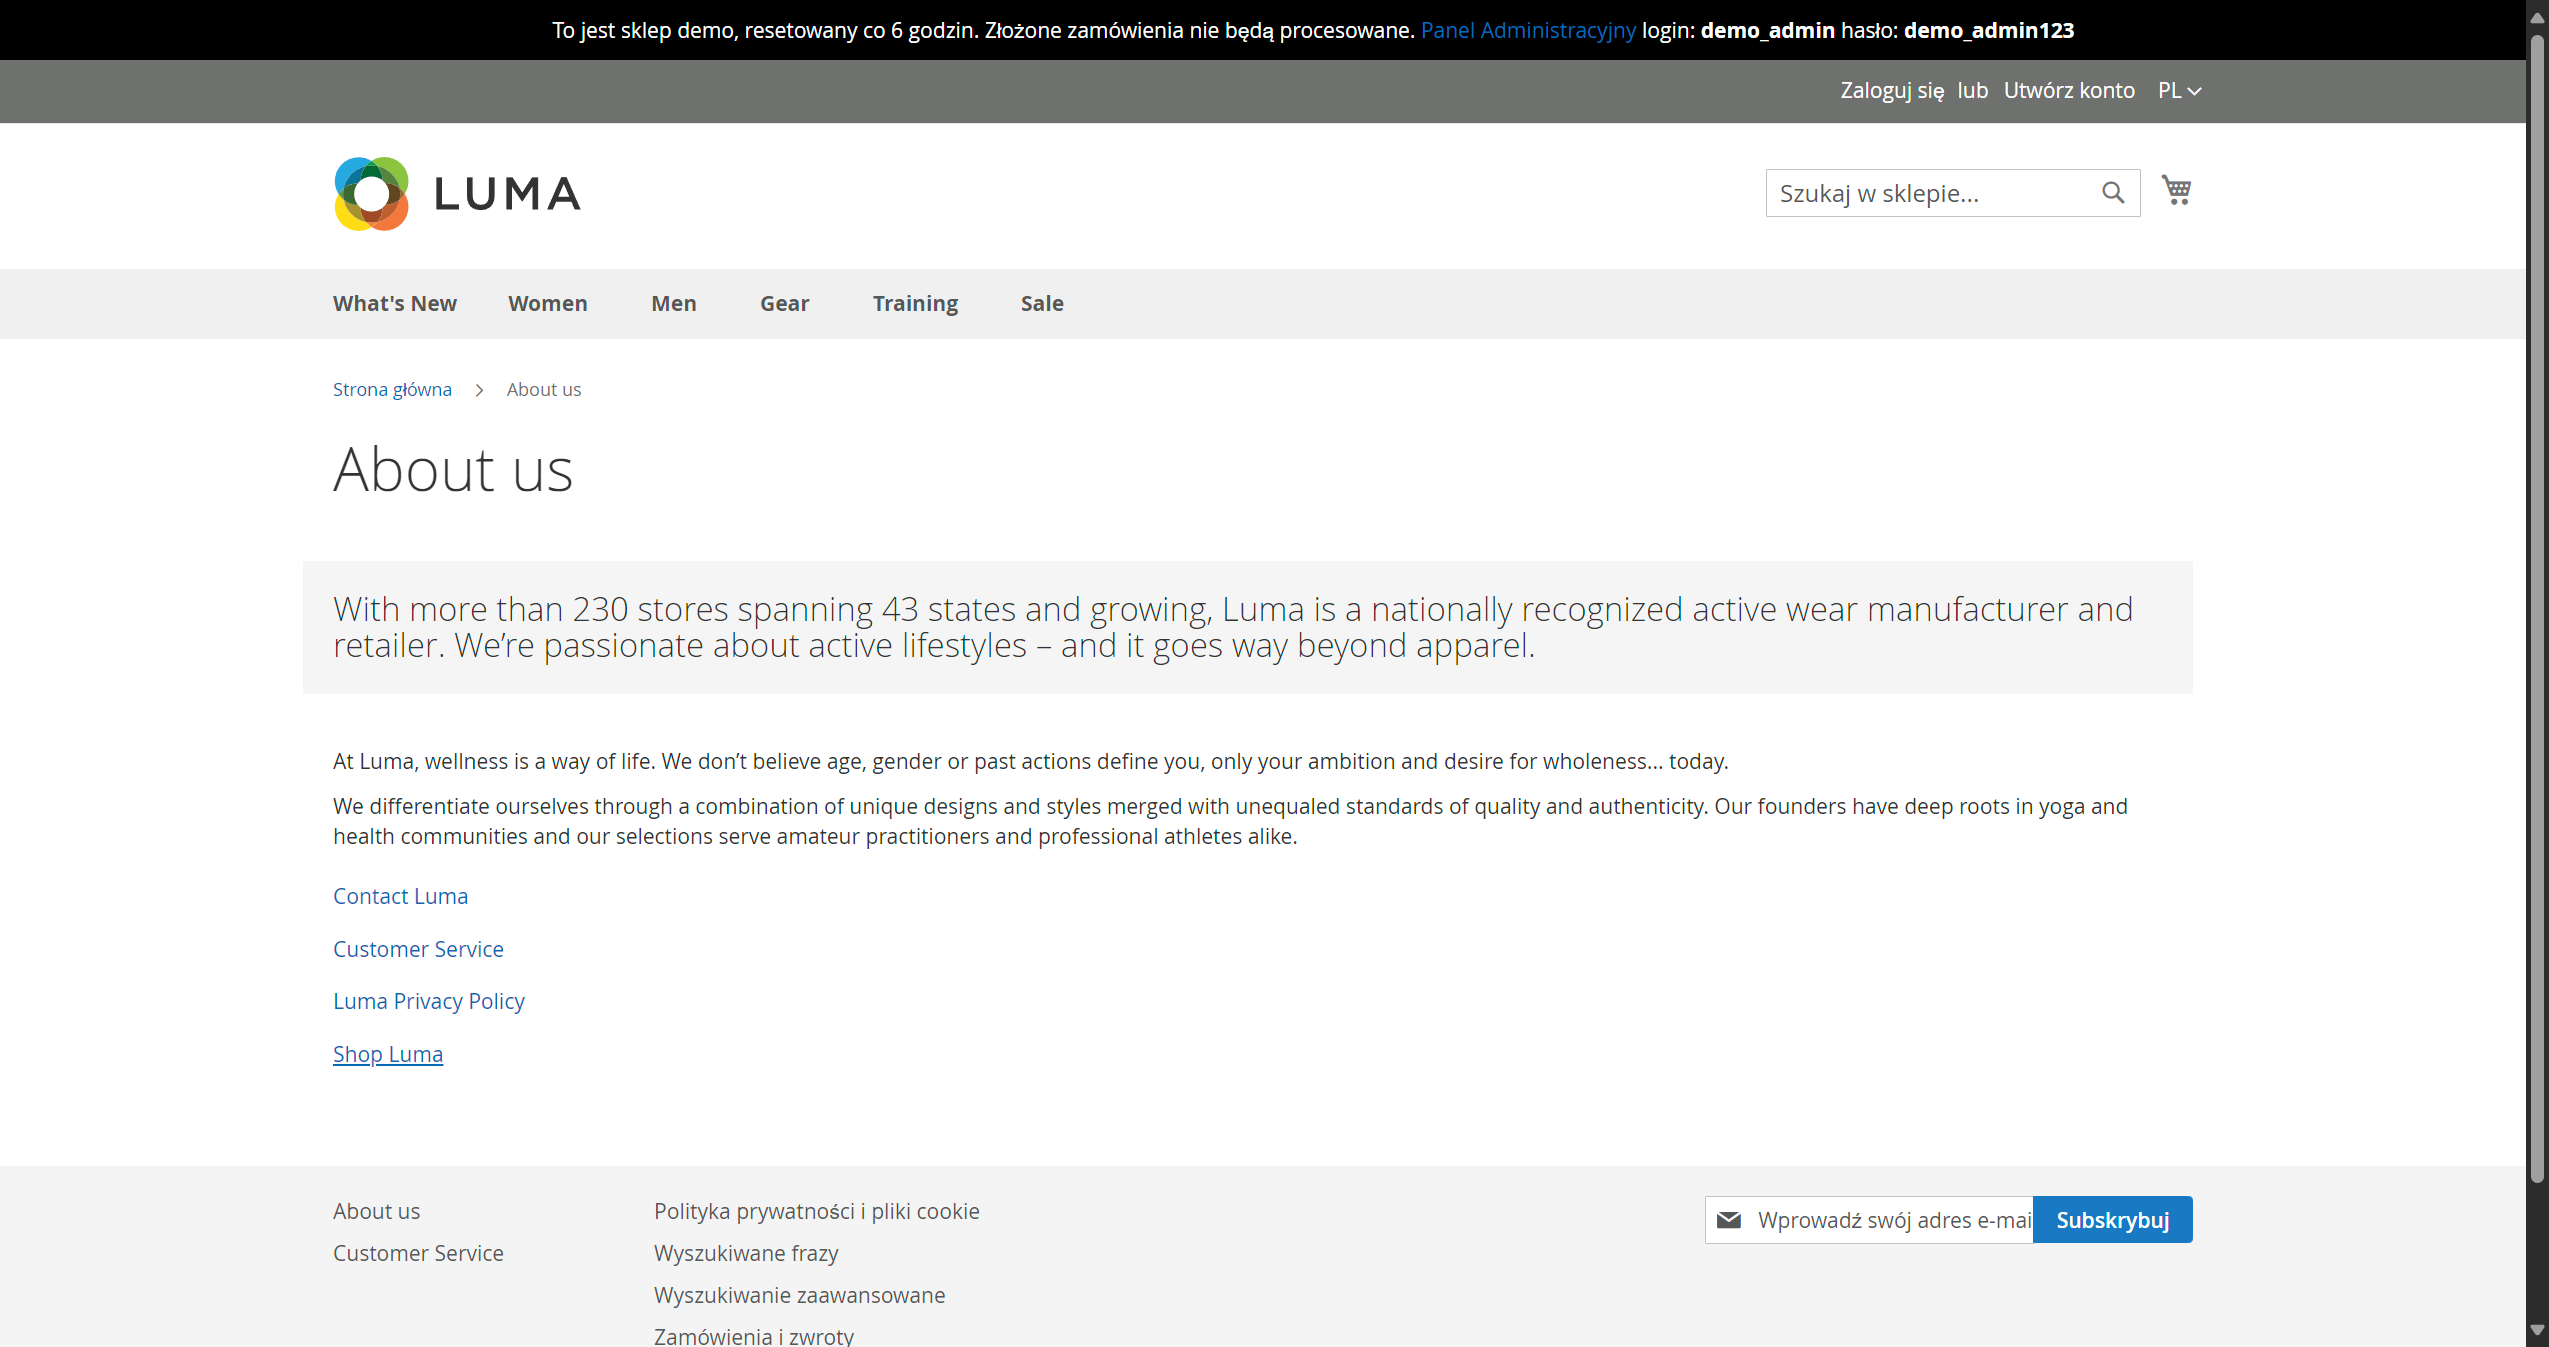 To jest sklep demo, resetowany co 6 godzin. Złożone zamówienia nie będą procesowane. Panel Administracyjny login: demo_admin hasło: demo_admin123
Zaloguj się lub Utwórz konto PL
LUMA
Szukaj w sklepie...
What's New Women Men Gear Training Sale
Strona główna > About us
About us
With more than 230 stores spanning 43 states and growing, Luma is a nationally recognized active wear manufacturer and
retailer. We’re passionate about active lifestyles – and it goes way beyond apparel.
At Luma, wellness is a way of life. We don’t believe age, gender or past actions define you, only your ambition and desire for wholeness... today.
We differentiate ourselves through a combination of unique designs and styles merged with unequaled standards of quality and authenticity. Our founders have deep roots in yoga and
health communities and our selections serve amateur practitioners and professional athletes alike.
Contact Luma
Customer Service
Luma Privacy Policy
Shop Luma
About us
Customer Service
Polityka prywatności i pliki cookie
Wyszukiwane frazy
Wyszukiwanie zaawansowane
Zamówienia i zwroty
Wprowadź swój adres e-mai
Subskrybuj